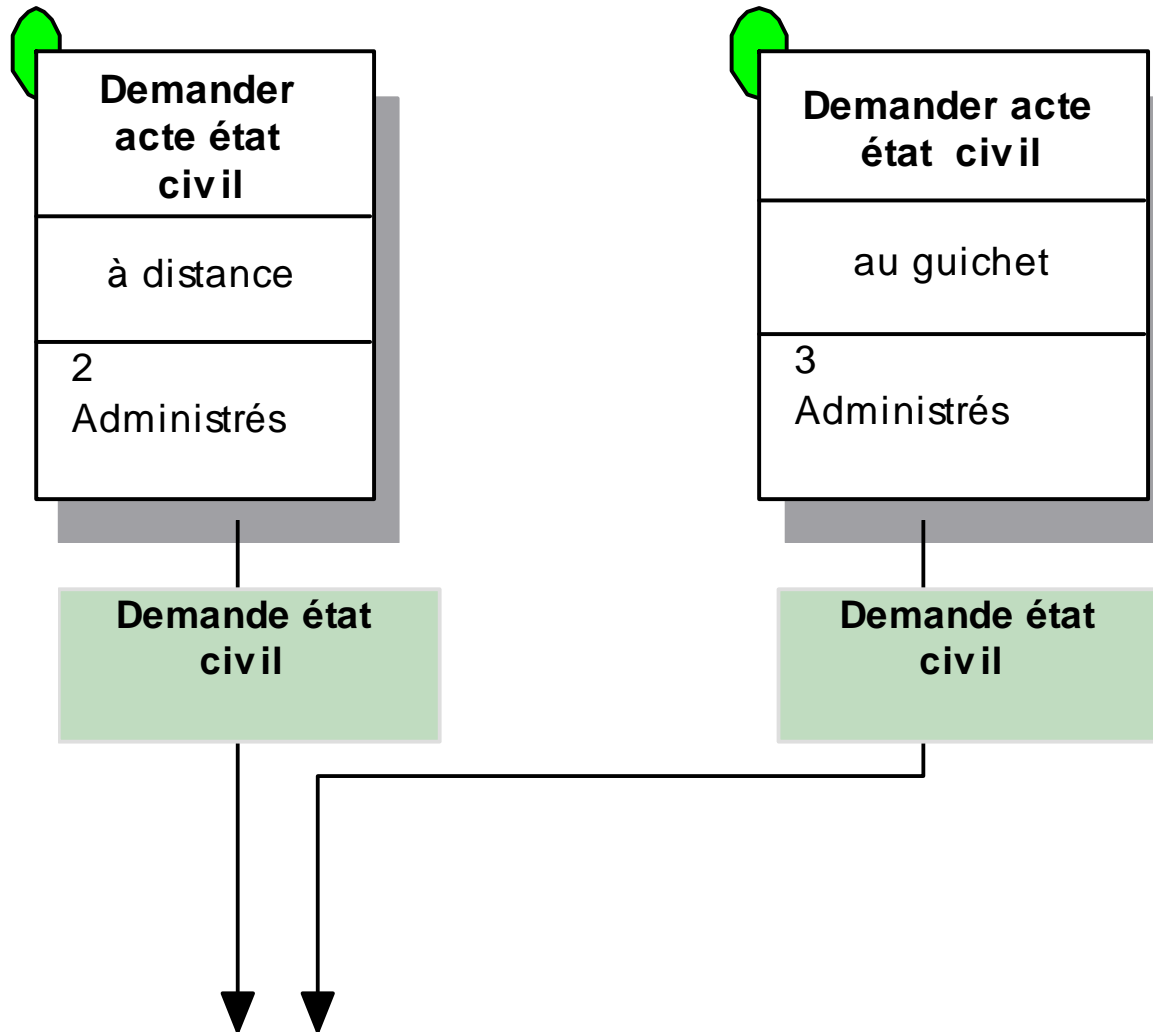 Demander
acte état
civil
à distance
2
Administrés
Demande état
civil
Demander acte
état civil
au guichet
3
Administrés
Demande état
civil